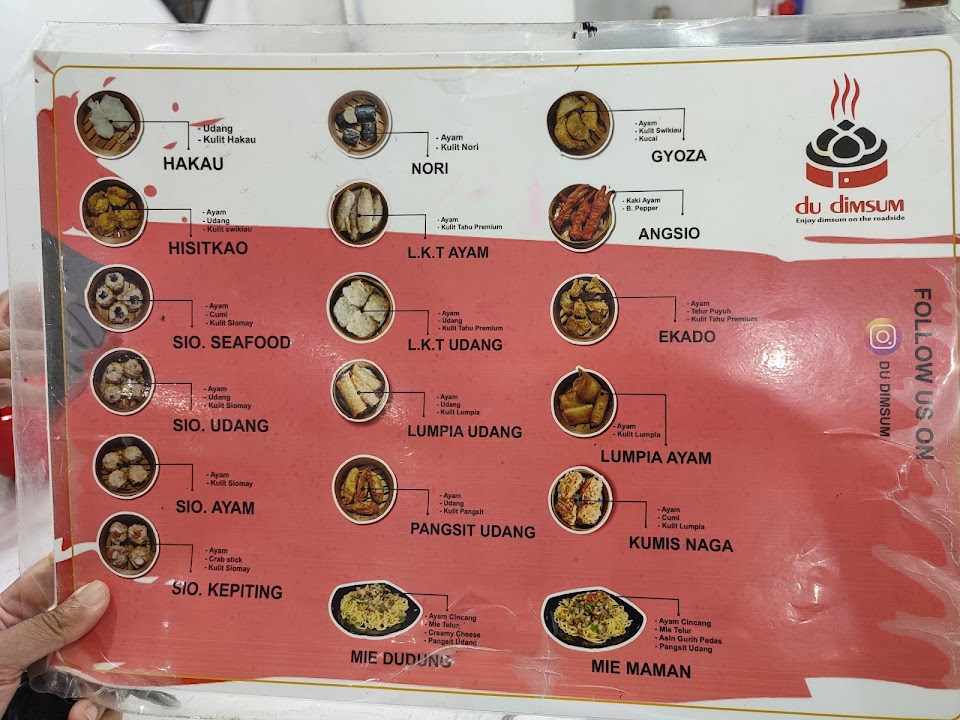 - Udang
- Kulit Hakau
HAKAU
- Ayam
- Kulit Nori
NORI
- Ayam
- Kulit Swikiau
- Kucai
GYOZA
du dimsum
Enjoy dimsum on the roadside
- Ayam
- Udang
- Kulit swikiau
HISITKAO
- Ayam
- Kulit Tahu Premium
L.K.T AYAM
- Kaki Ayam
- B. Pepper
ANGSIO
- Ayam
- Cumi
- Kulit Siomay
SIO. SEAFOOD
- Ayam
- Udang
- Kulit Tahu Premium
L.K.T UDANG
- Ayam
- Telur Puyuh
- Kulit Tahu Premium
EKADO
- Ayam
- Udang
- Kulit Siomay
SIO. UDANG
- Ayam
- Udang
- Kulit Lumpia
LUMPIA UDANG
- Ayam
- Kulit Lumpia
LUMPIA AYAM
- Ayam
- Kulit Siomay
SIO. AYAM
- Ayam
- Udang
- Kulit Pangsit
PANGSIT UDANG
- Ayam
- Cumi
- Kulit Lumpia
KUMIS NAGA
- Ayam
- Crab stick
- Kulit Siomay
SIO. KEPITING
- Ayam Cincang
- Mie Telur
- Creamy Cheese
- Pangsit Udang
MIE DUDUNG
- Ayam Cincang
- Mie Telur
- Asin Gurih Pedas
- Pangsit Udang
MIE MAMAN
FOLLOW US ON
DU DIMSUM